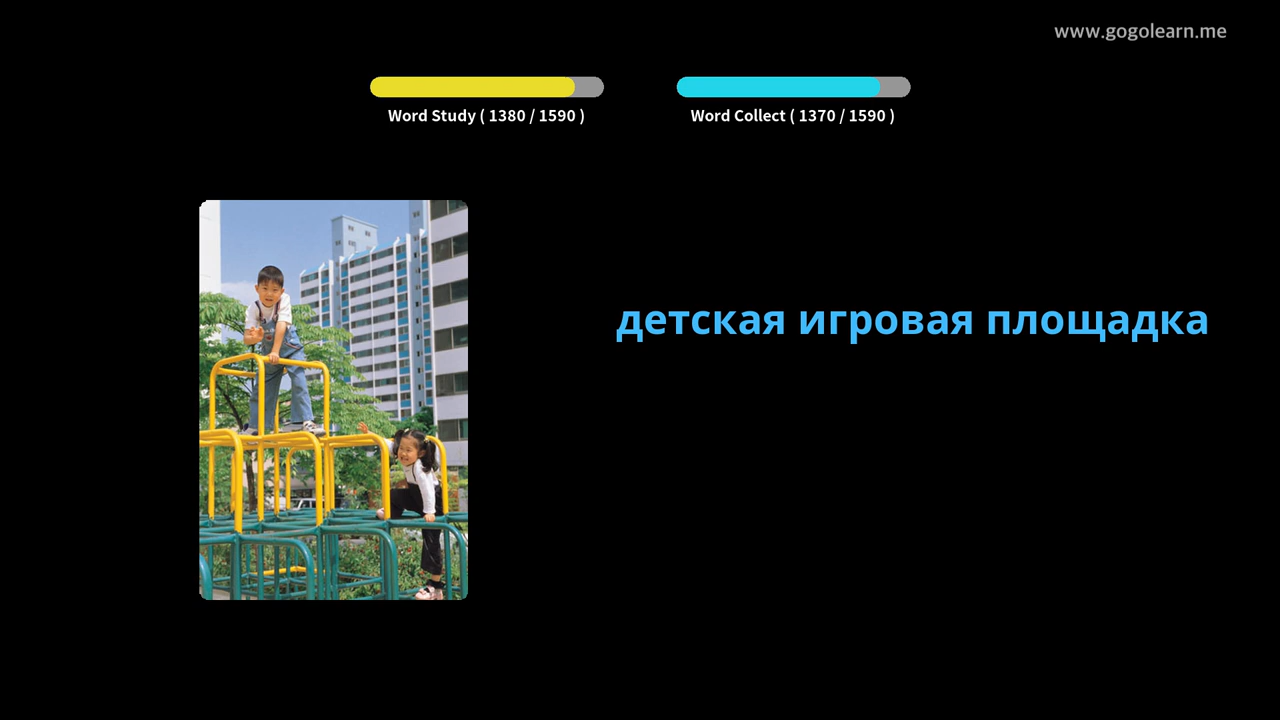 www.gogolearn.me
Word Study ( 1380 / 1590 )
Word Collect ( 1370 / 1590 )
детская игровая площадка